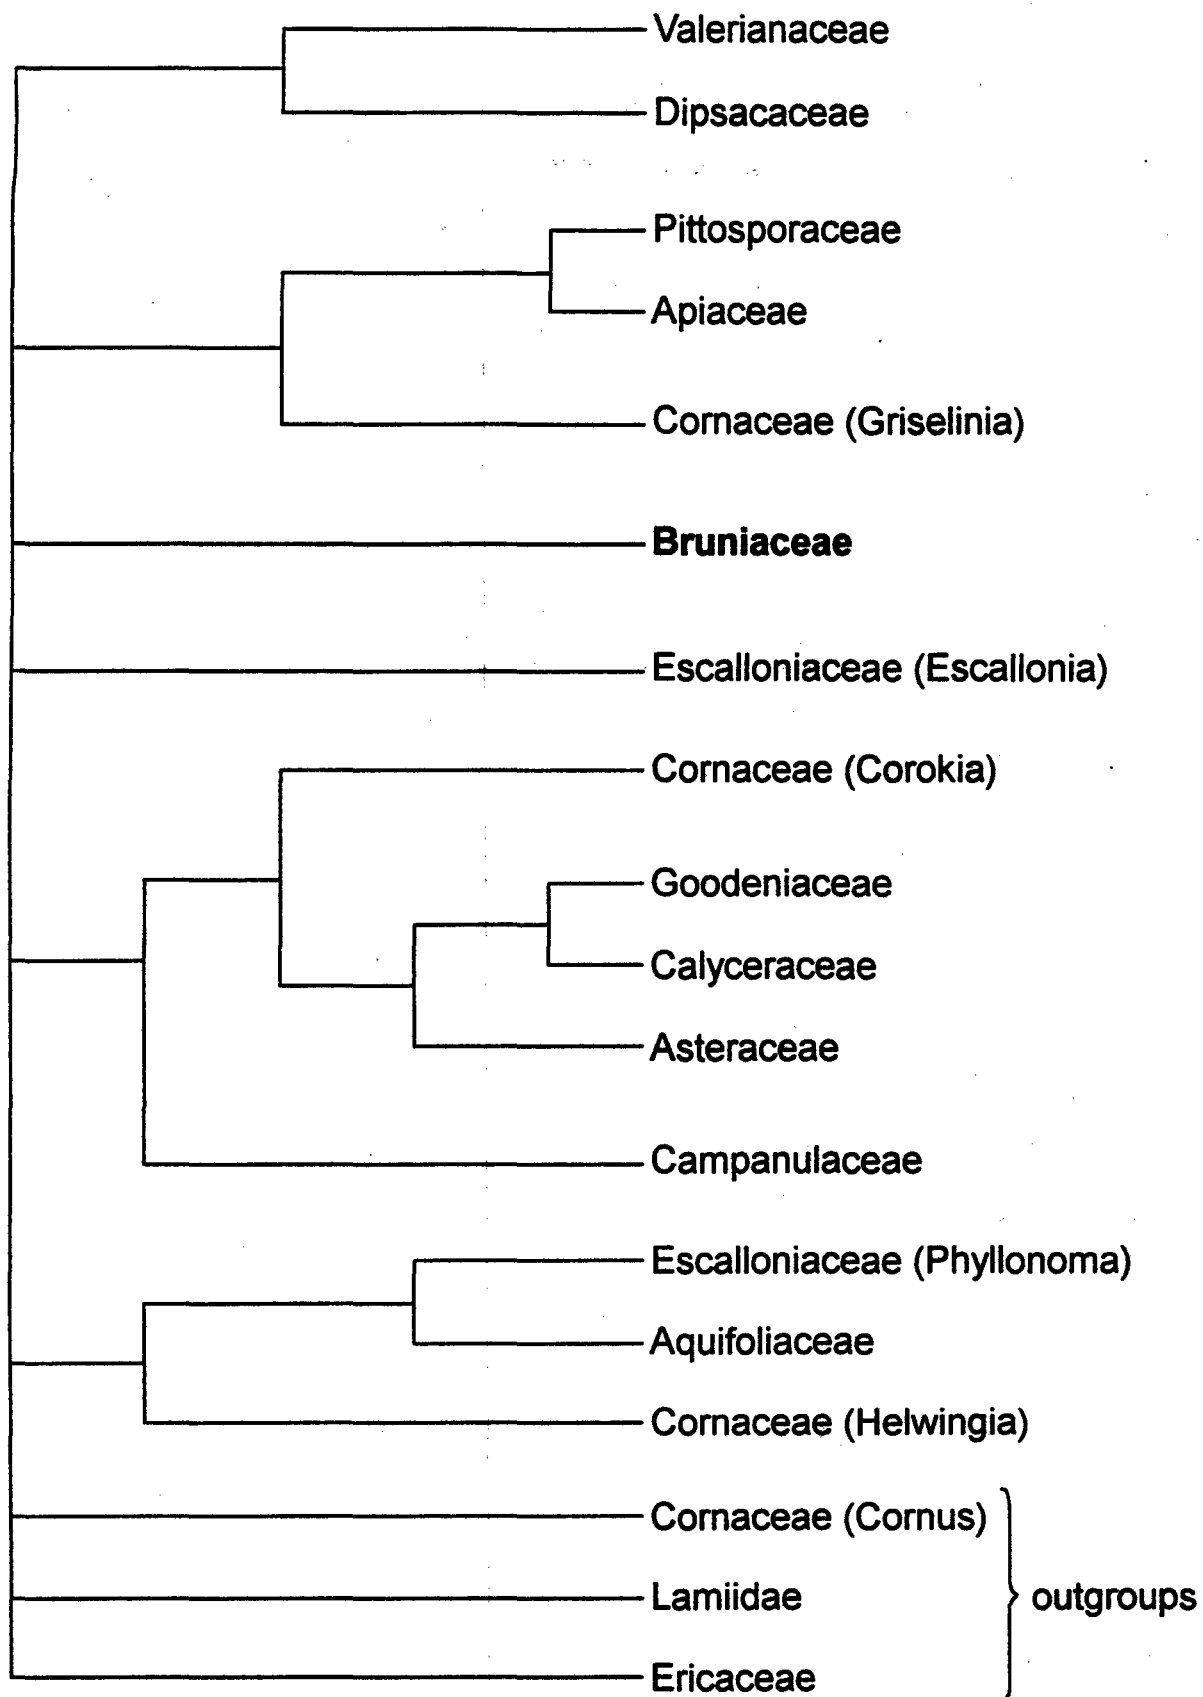 Valerianaceae
Dipsacaceae
Pittosporaceae
Apiaceae
Cornaceae (Griselinia)
Bruniaceae
Escalloniaceae (Escallonia)
Cornaceae (Corokia)
Goodeniaceae
Calyceraceae
Asteraceae
Campanulaceae
Escalloniaceae (Phyllonoma)
Aquifoliaceae
Cornaceae (Helwingia)
Cornaceae (Cornus)
Lamiidae
outgroups
Ericaceae